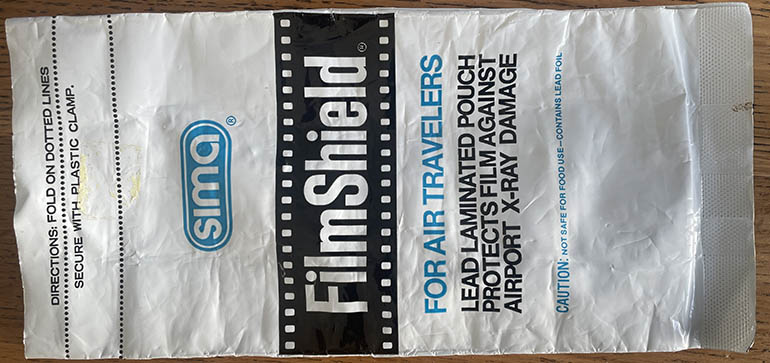 DIRECTIONS: FOLD ON DOTTED LINES
SECURE WITH PLASTIC CLAMP.
sima®
FilmShield®
FOR AIR TRAVELERS
LEAD LAMINATED POUCH
PROTECTS FILM AGAINST
AIRPORT X-RAY DAMAGE
CAUTION: NOT SAFE FOR FOOD USE–CONTAINS LEAD FOIL